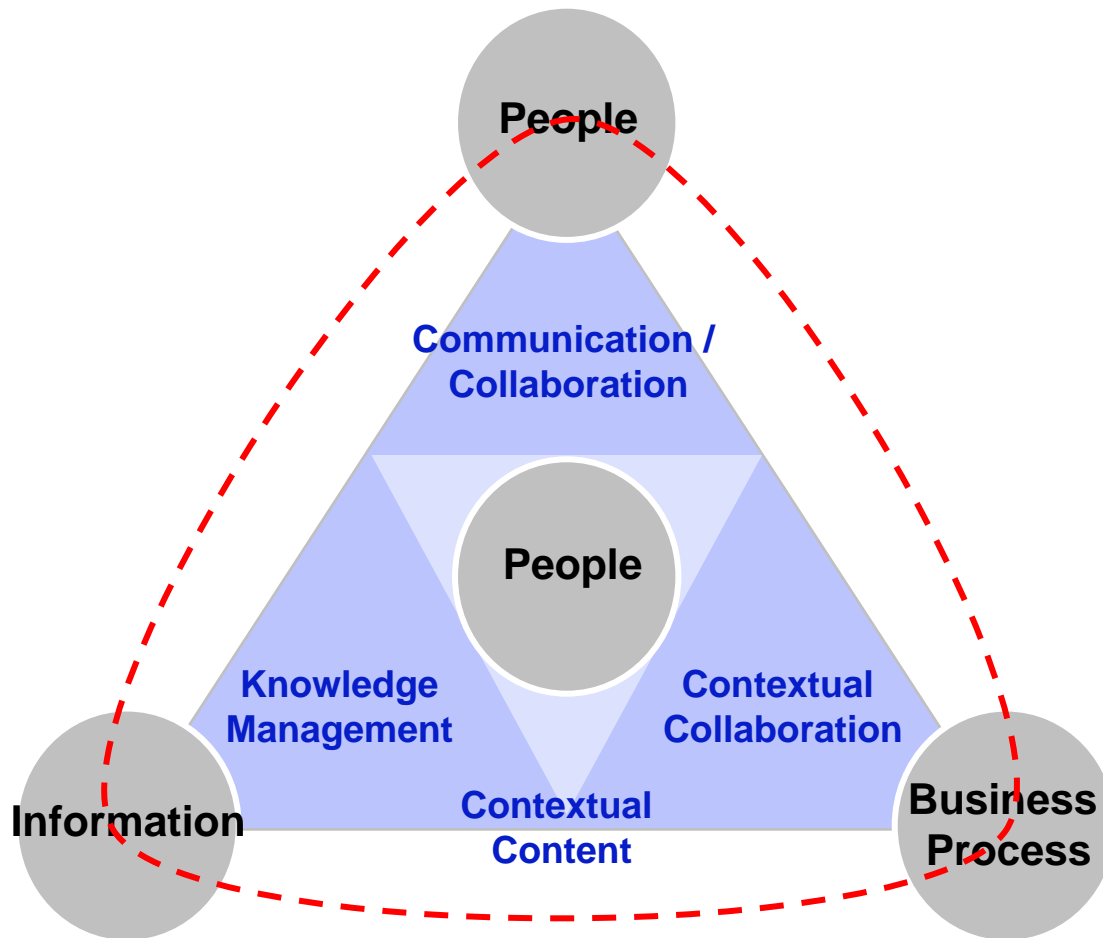 People
Communication /
Collaboration
People
Knowledge
Management
Contextual
Collaboration
Information
Contextual
Content
Business
Process